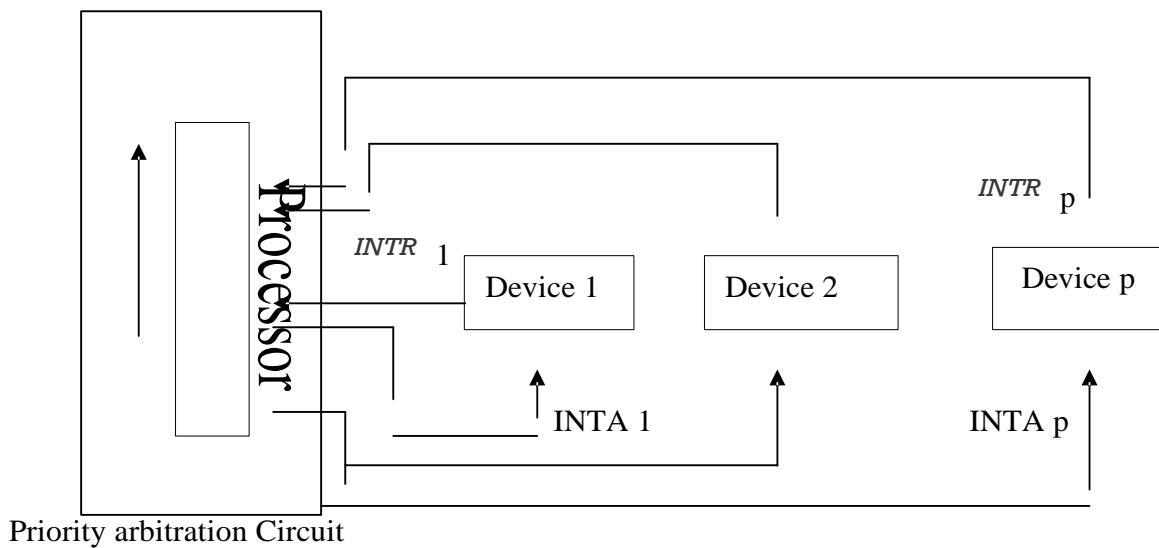 INTR p
Processor
INTR 1
Device 1
Device 2
Device p
INTA 1
INTA p
Priority arbitration Circuit